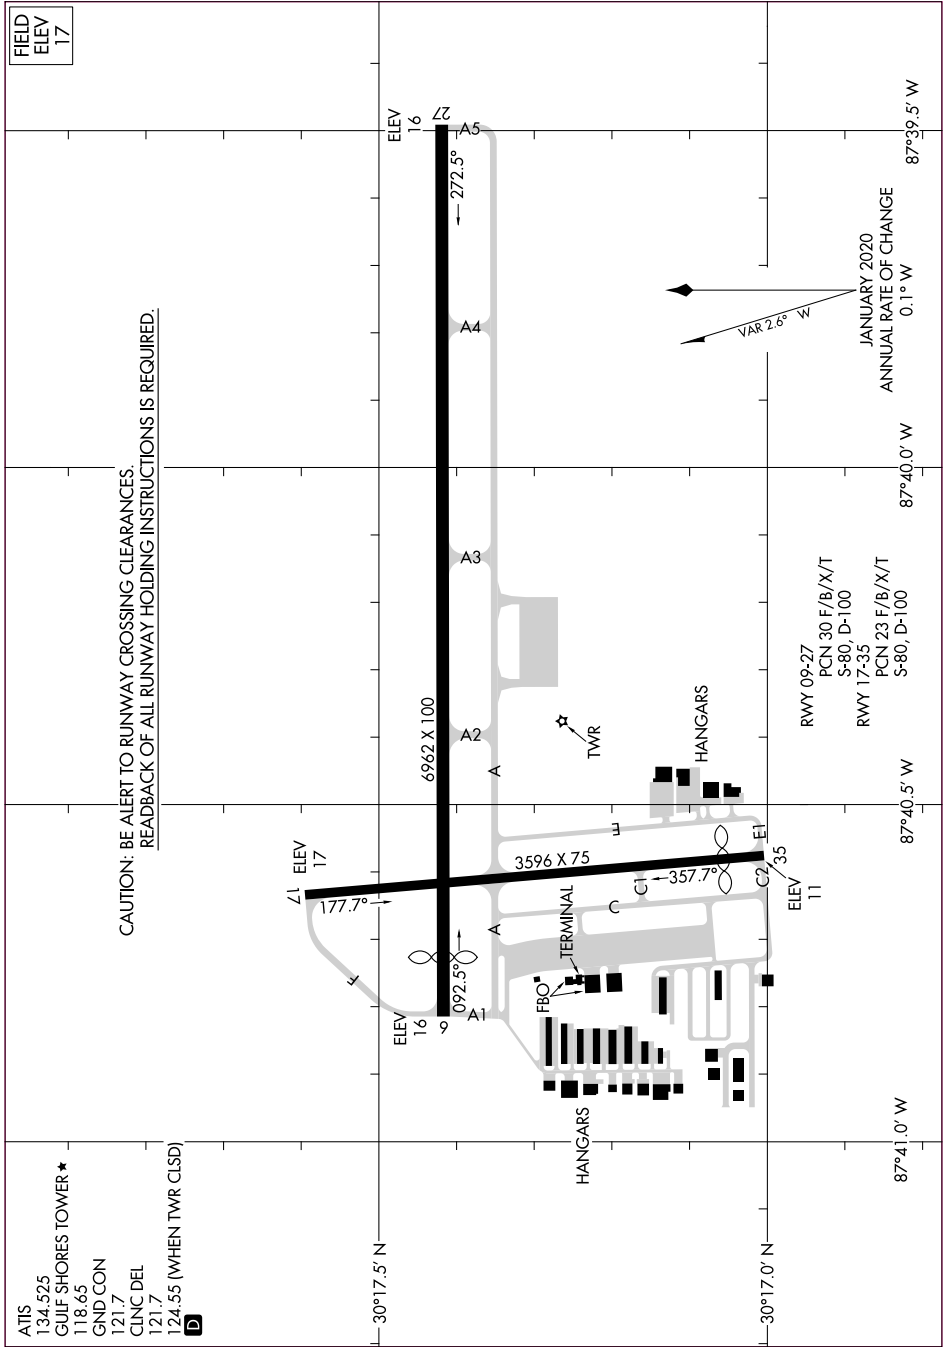 ATIS
134.525
GULF SHORES TOWER ★
118.65
GND CON
121.7
CLNC DEL
121.7
124.55 (WHEN TWR CLSD)
D
CAUTION: BE ALERT TO RUNWAY CROSSING CLEARANCES.
READBACK OF ALL RUNWAY HOLDING INSTRUCTIONS IS REQUIRED.
FIELD
ELEV
17
30°17.5' N
30°17.0' N
ELEV
17
17
177.7°
F
ELEV
16
9
092.5°
A1
A
6962 X 100
A2
A
A3
A4
ELEV
16
27
272.5°
A5
3596 X 75
E
C
C1
357.7°
C2
E1
35
ELEV
11
FBO
TERMINAL
TWR
HANGARS
HANGARS
RWY 09-27
PCN 30 F/B/X/T
S-80, D-100
RWY 17-35
PCN 23 F/B/X/T
S-80, D-100
VAR 2.6° W
JANUARY 2020
ANNUAL RATE OF CHANGE
0.1° W
87°41.0' W
87°40.5' W
87°40.0' W
87°39.5' W